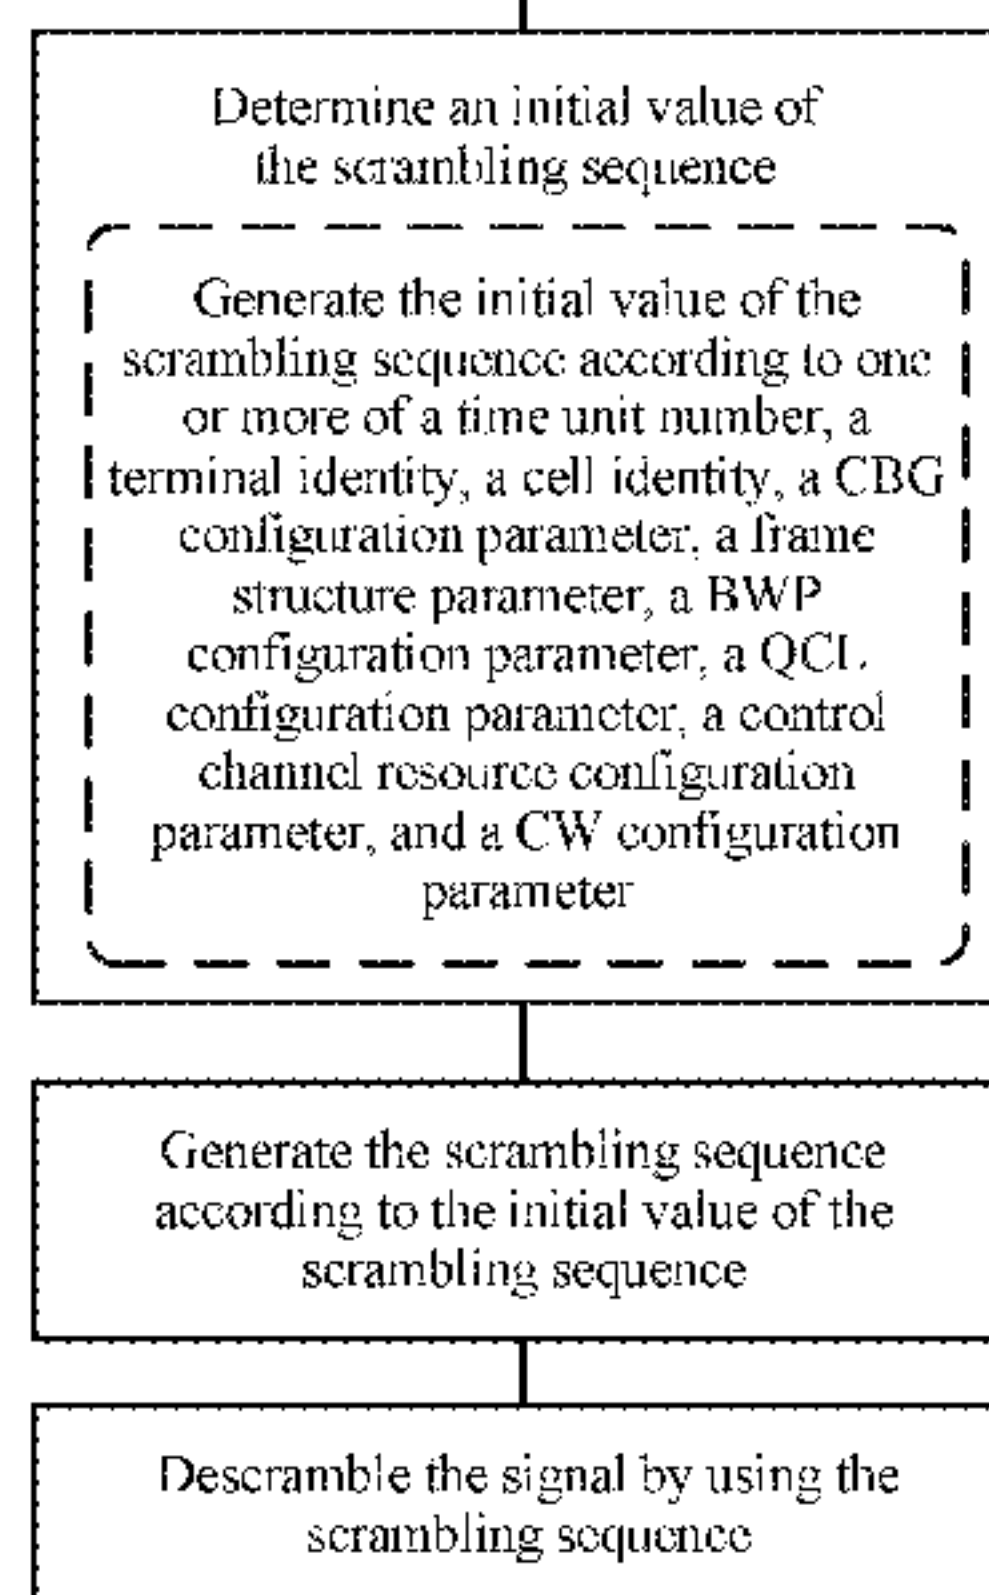 Determine an initial value of
the scrambling sequence
Generate the initial value of the
scrambling sequence according to one
or more of a time unit number, a
terminal identity, a cell identity, a CBG
configuration parameter, a frame
structure parameter, a BWP
configuration parameter, a QCL
configuration parameter, a control
channel resource configuration
parameter, and a CW configuration
parameter
Generate the scrambling sequence
according to the initial value of the
scrambling sequence
Descramble the signal by using the
scrambling sequence